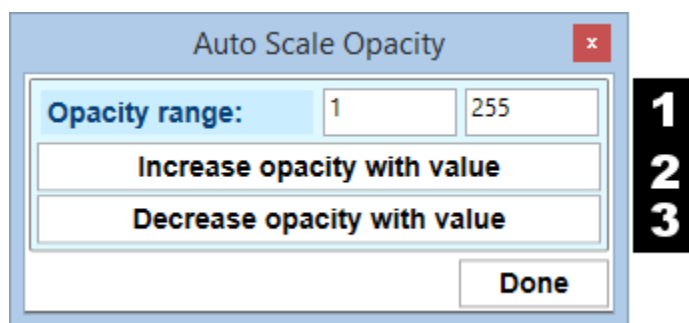 Auto Scale Opacity x
Opacity range: 1 255 1
Increase opacity with value 2
Decrease opacity with value 3
Done